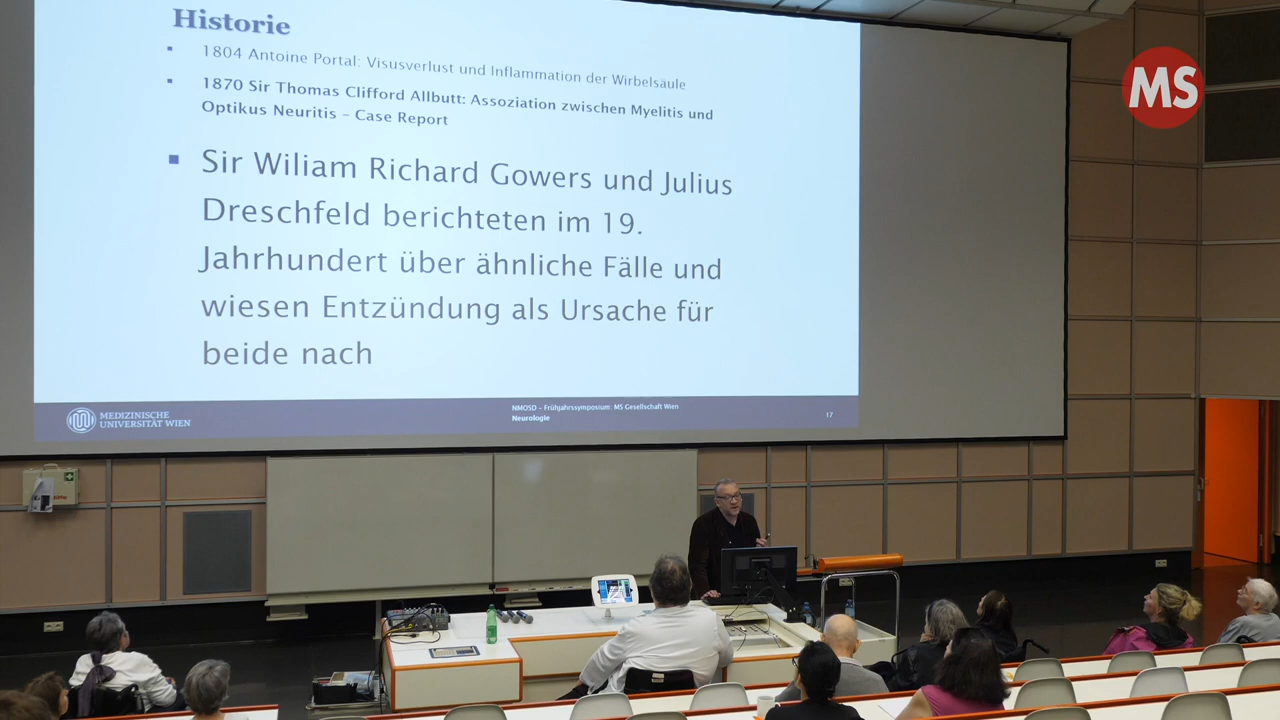 Historie
1804 Antoine Portal: Visusverlust und Inflammation der Wirbelsäule
1870 Sir Thomas Clifford Allbutt: Assoziation zwischen Myelitis und
Optikus Neuritis – Case Report
Sir Wiliam Richard Gowers und Julius
Dreschfeld berichteten im 19.
Jahrhundert über ähnliche Fälle und
wiesen Entzündung als Ursache für
beide nach
MEDIZINISCHE
UNIVERSITÄT WIEN
NMOSD – Frühjahrssymposium MS Gesellschaft Wien
Neurologie
17
MS